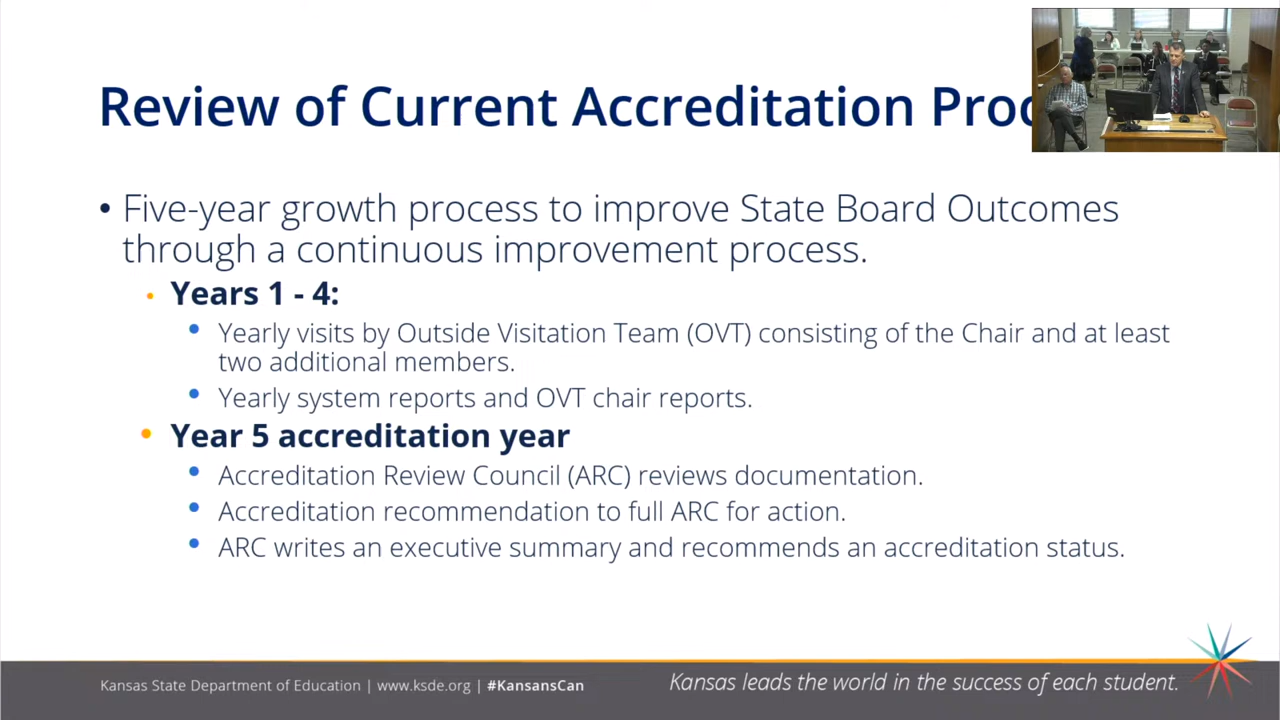 Review of Current Accreditation
• Five-year growth process to improve State Board Outcomes
through a continuous improvement process.
• Years 1 - 4:
• Yearly visits by Outside Visitation Team (OVT) consisting of the Chair and at least
two additional members.
• Yearly system reports and OVT chair reports.
• Year 5 accreditation year
• Accreditation Review Council (ARC) reviews documentation.
• Accreditation recommendation to full ARC for action.
• ARC writes an executive summary and recommends an accreditation status.
Kansas State Department of Education | www.ksde.org | #KansansCan
Kansas leads the world in the success of each student.